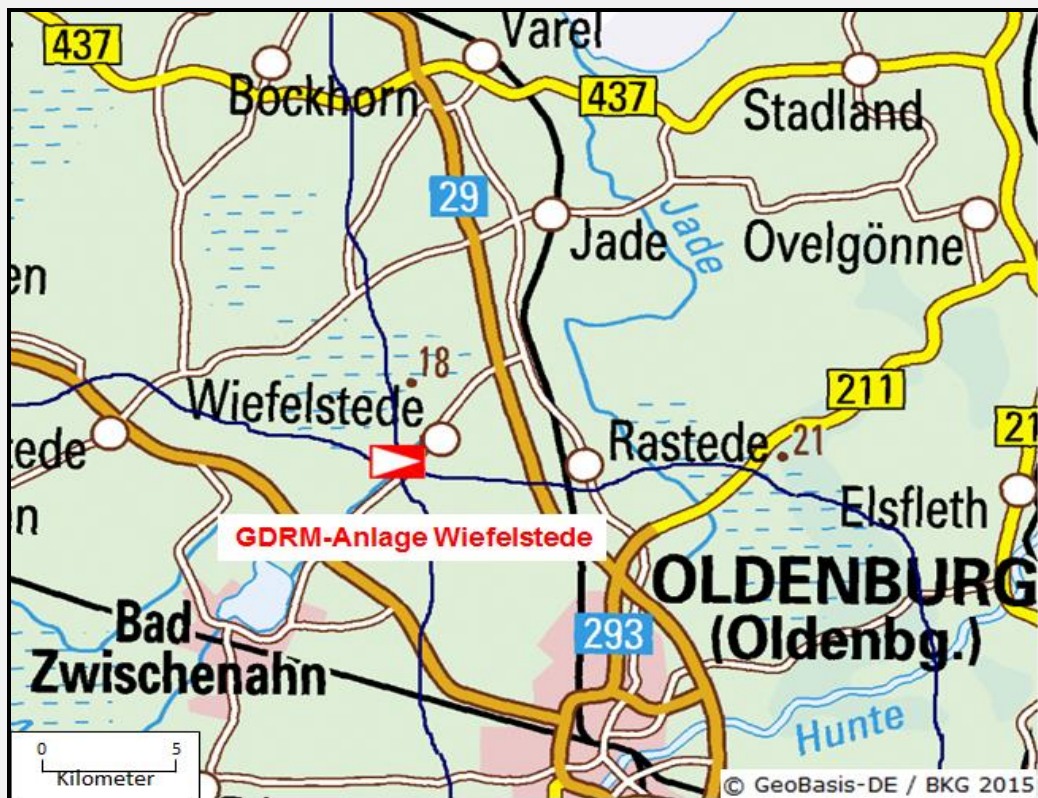 Varel
437
Bockhorn
437
Stadland
29
Jade
Jade
Ovelgönne
en
18
211
Wiefelstede
21
Rastede
21
tede
Elsfleth
n
GDRM-Anlage Wiefelstede
OLDENBURG
(Oldenbg.)
293
Bad
Zwischenahn
Hunte
0 5
Kilometer
© GeoBasis-DE / BKG 2015